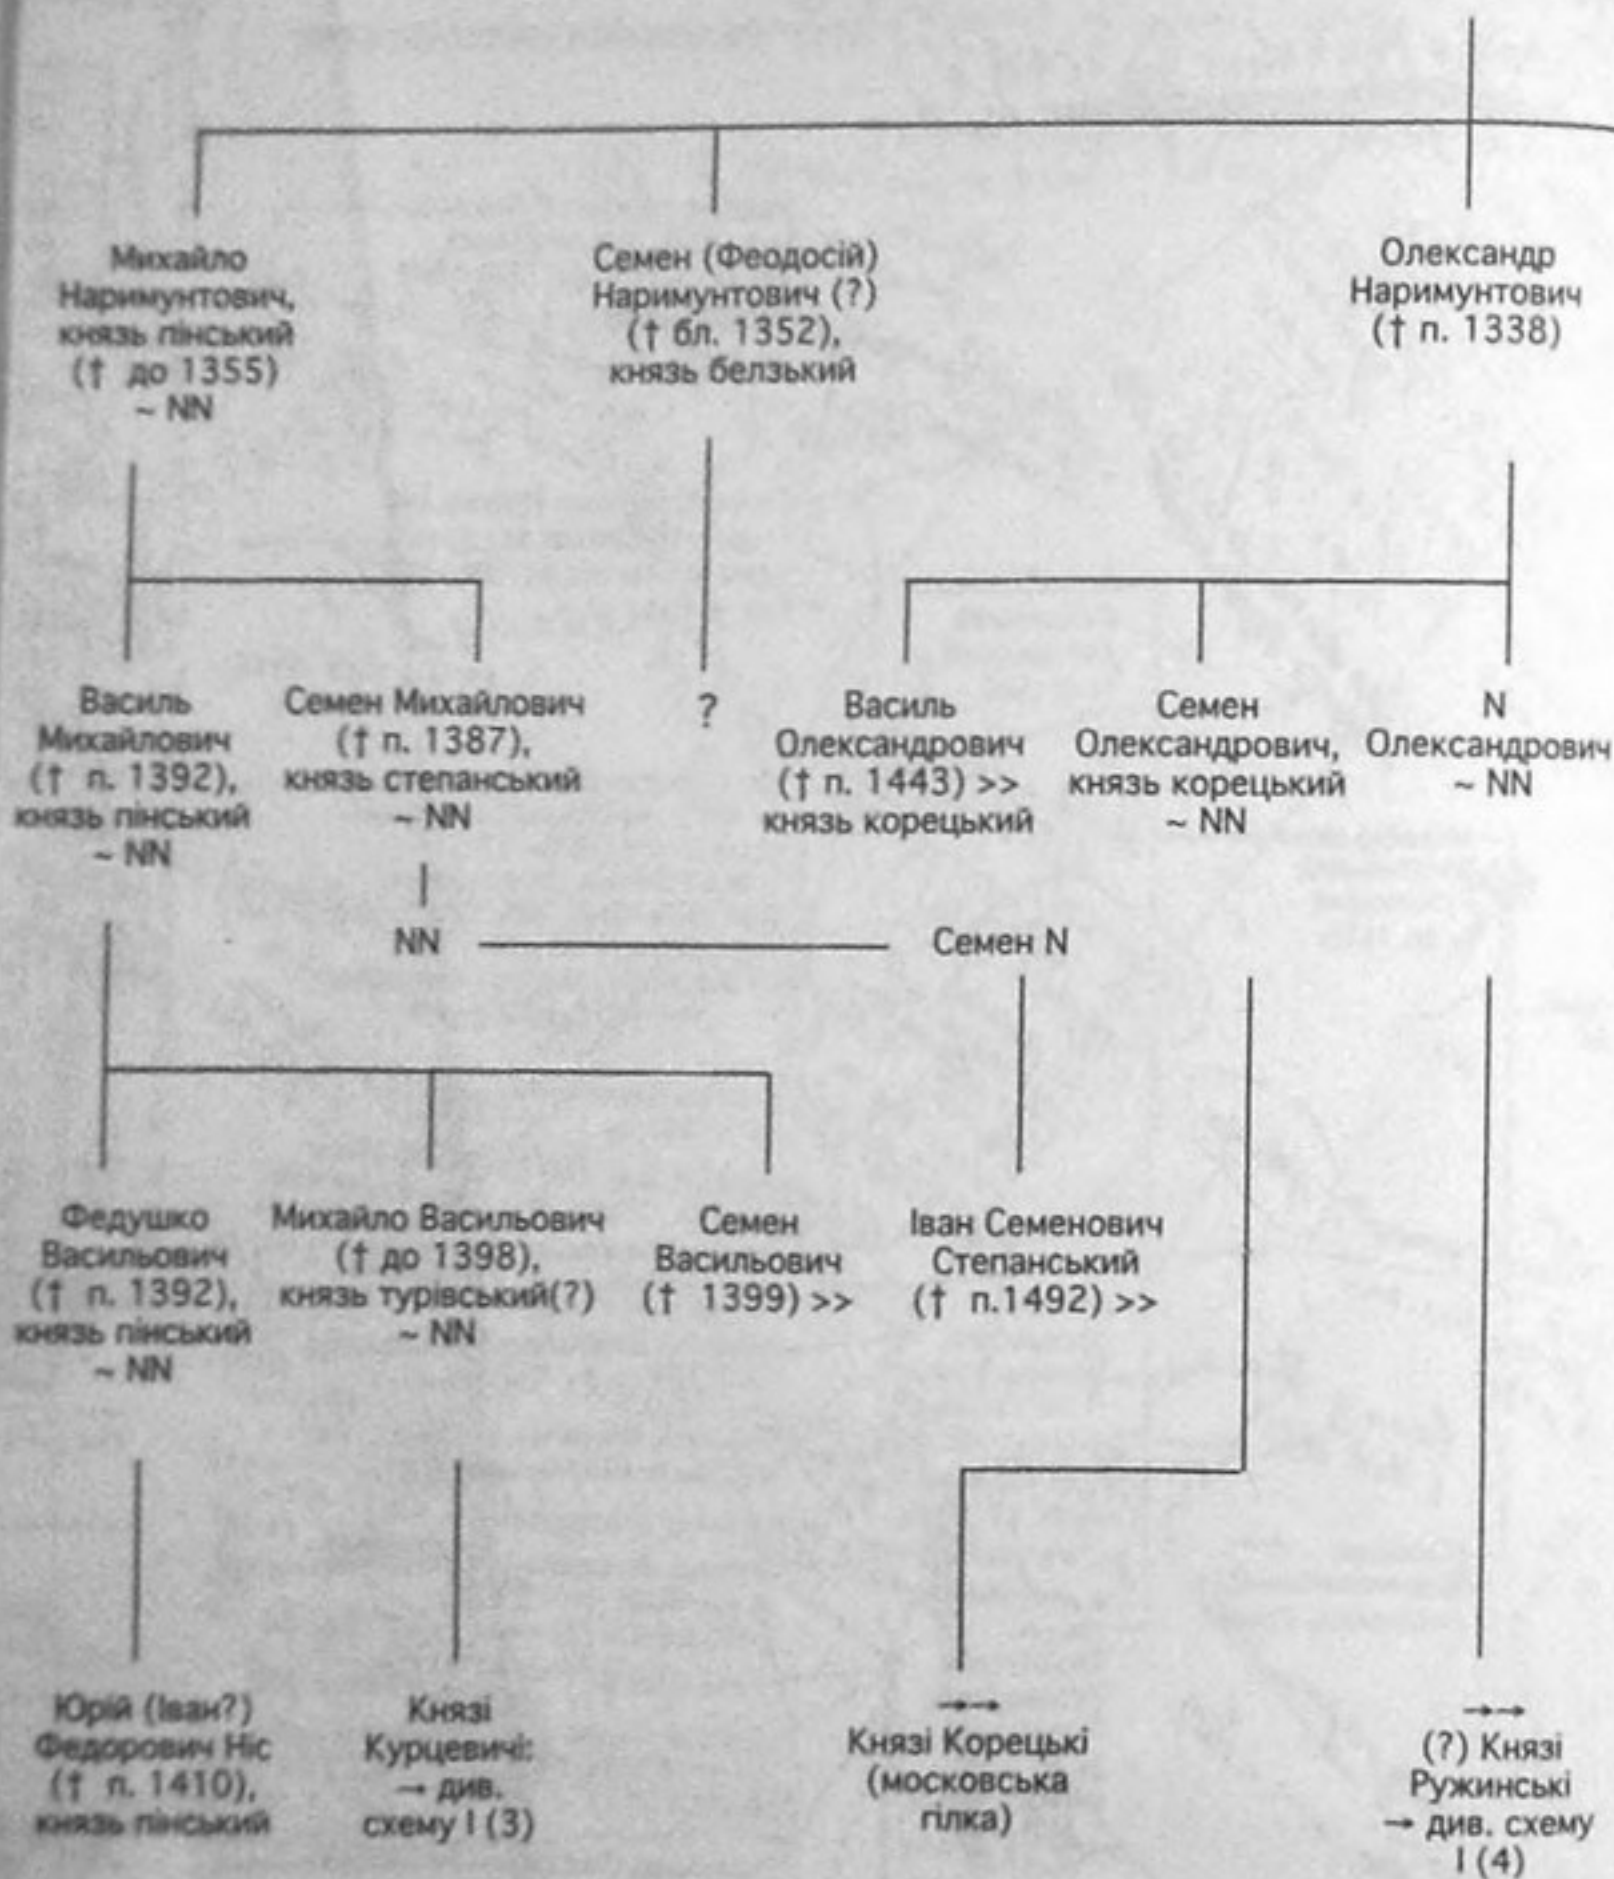 Михайло
Наримунтович,
князь пінський
(† до 1355)
~ NN
Семен (Феодосій)
Наримунтович (?)
(† бл. 1352),
князь белзький
Олександр
Наримунтович
(† п. 1338)
Василь
Михайлович
(† п. 1392),
князь пінський
~ NN
Семен Михайлович
(† п. 1387),
князь степанський
~ NN
?
Василь
Олександрович
(† п. 1443) >>
князь корецький
Семен
Олександрович,
князь корецький
~ NN
N
Олександрович
~ NN
NN
Семен N
Федушко
Васильович
(† п. 1392),
князь пінський
~ NN
Михайло Васильович
(† до 1398),
князь турівський(?)
~ NN
Семен
Васильович
(† 1399) >>
Іван Семенович
Степанський
(† п.1492) >>
Юрій (Іван?)
Федорович Ніс
(† п. 1410),
князь пінський
Князі
Курцевичі:
→ див.
схему І (3)
→→
Князі Корецькі
(московська
гілка)
→→
(?) Князі
Ружинські
→ див. схему
І (4)